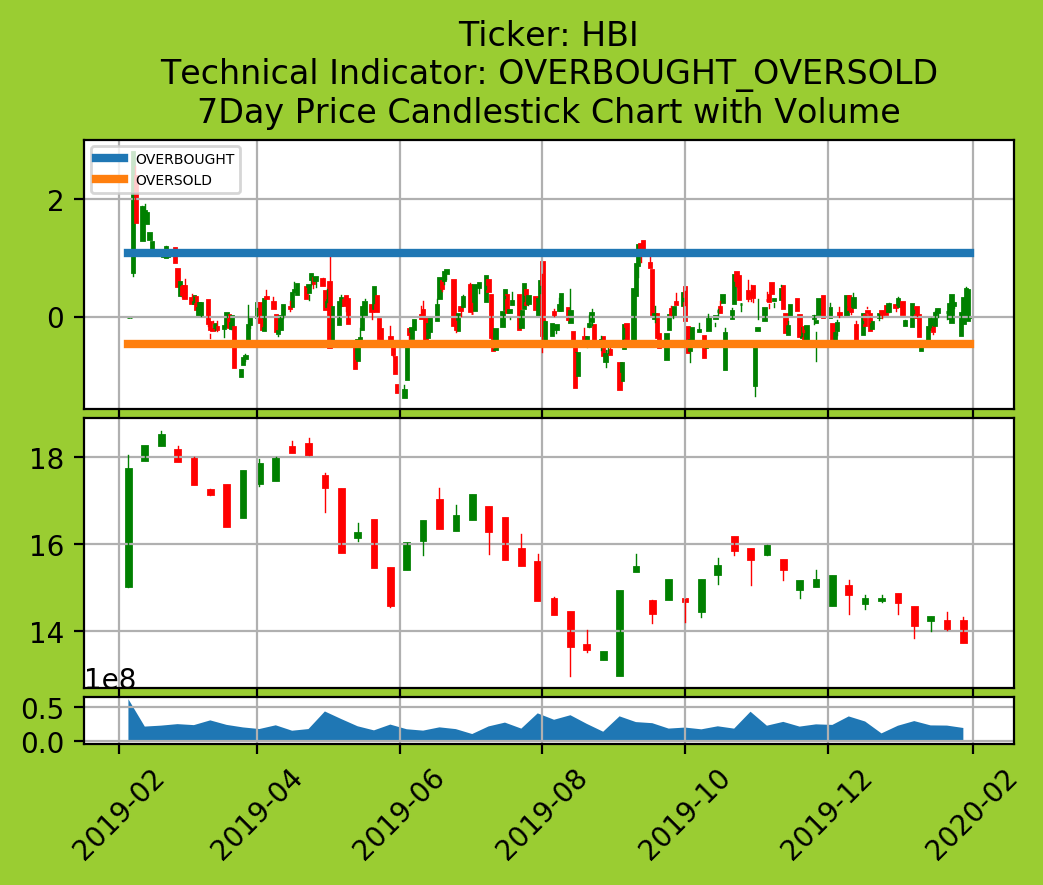 Ticker: HBI
Technical Indicator: OVERBOUGHT_OVERSOLD
7Day Price Candlestick Chart with Volume
OVERBOUGHT
OVERSOLD
2
0
18
16
14
1e8
0.5
0.0
2019-02
2019-04
2019-06
2019-08
2019-10
2019-12
2020-02